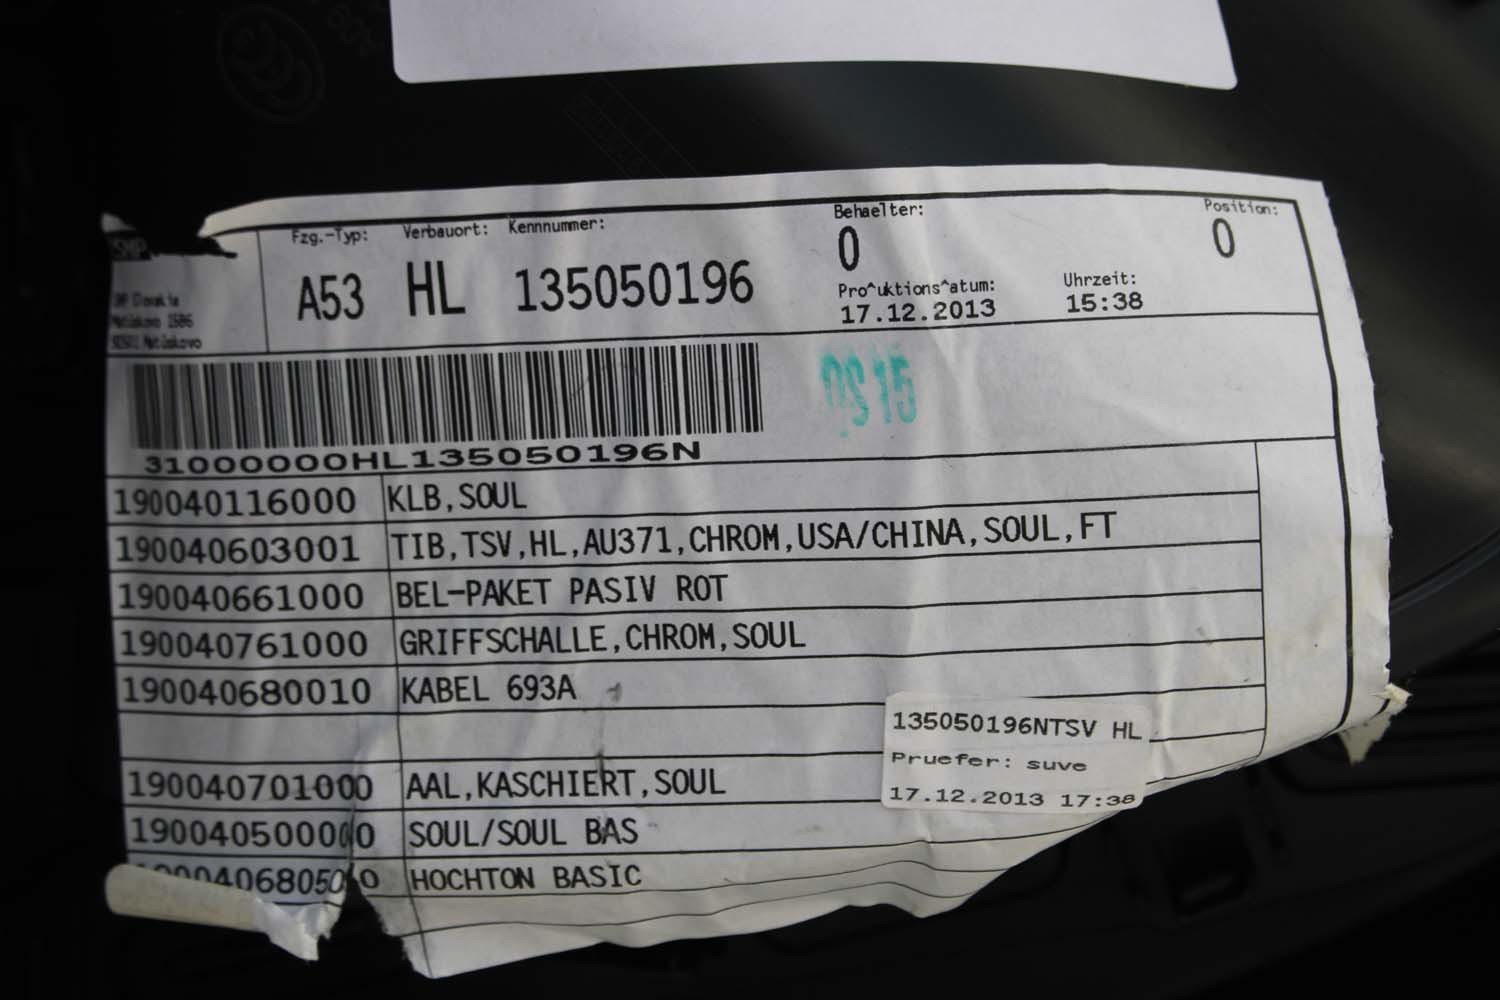 SMP
Fzg.-Typ: Verbauort: Kennnummer: Behaelter: Position:
A53 HL 135050196 0 0
Pro^uktions^atum: Uhrzeit:
17.12.2013 15:38
QS15
31000000HL135050196N
190040116000 KLB,SOUL
190040603001 TIB,TSV,HL,AU371,CHROM,USA/CHINA,SOUL,FT
190040661000 BEL-PAKET PASIV ROT
190040761000 GRIFFSCHALLE,CHROM,SOUL
190040680010 KABEL 693A
135050196NTSV HL
Pruefer: suve
17.12.2013 17:38
190040701000 AAL,KASCHIERT,SOUL
190040500000 SOUL/SOUL BAS
HOCHTON BASIC